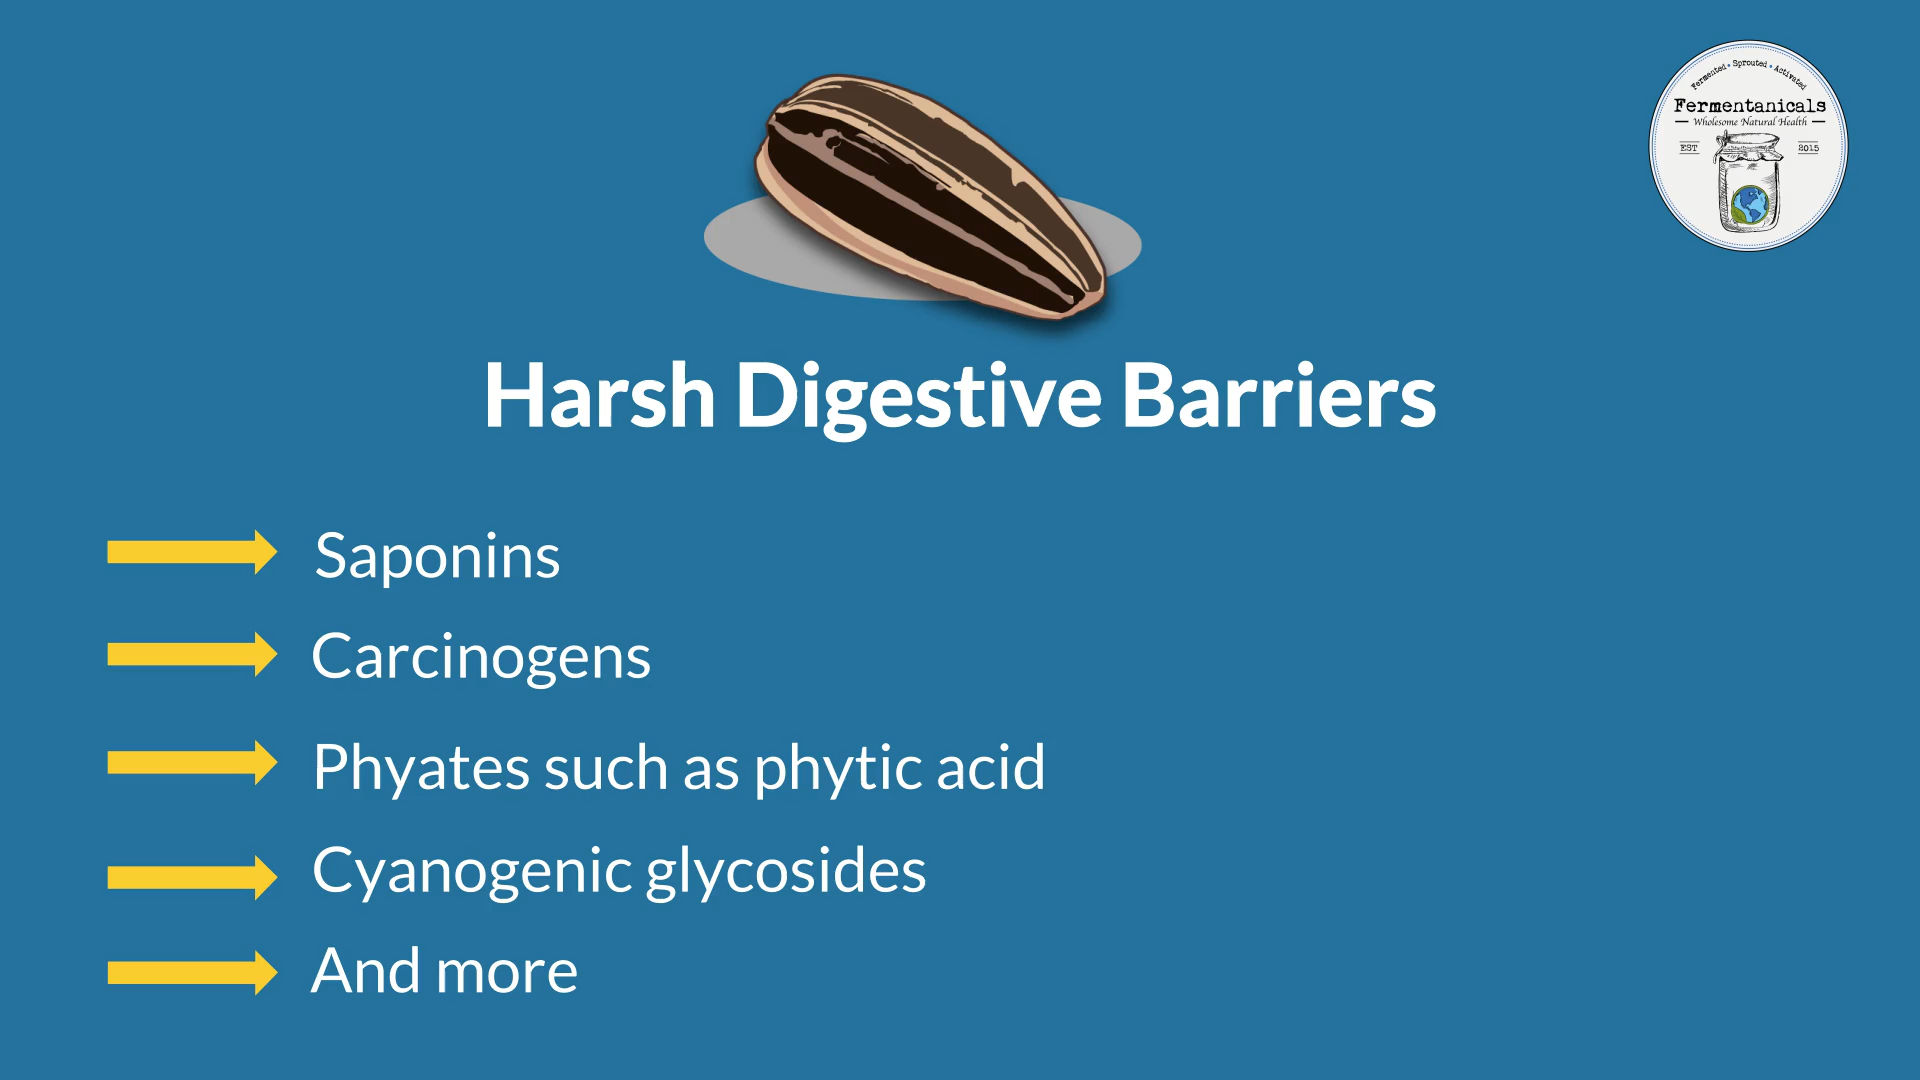 Fermented • Sprouted • Activated
Fermentanicals
Wholesome Natural Health
EST 2015
Harsh Digestive Barriers
Saponins
Carcinogens
Phyates such as phytic acid
Cyanogenic glycosides
And more